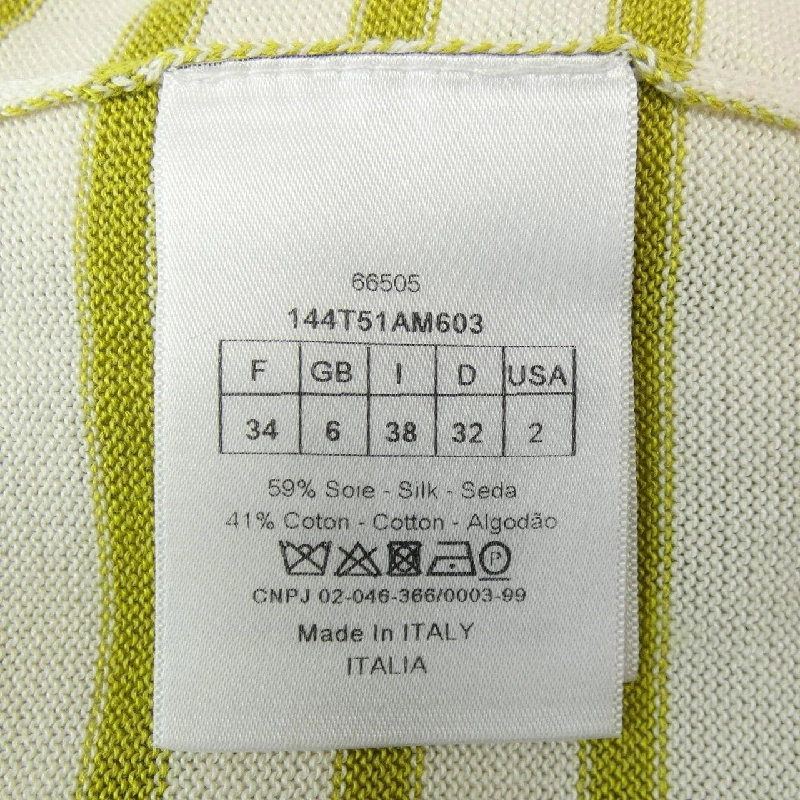 66505
144T51AM603
F GB I D USA
34 6 38 32 2
59% Soie - Silk - Seda
41% Coton - Cotton - Algodão
P
CNPJ 02-046-366/0003-99
Made In ITALY
ITALIA